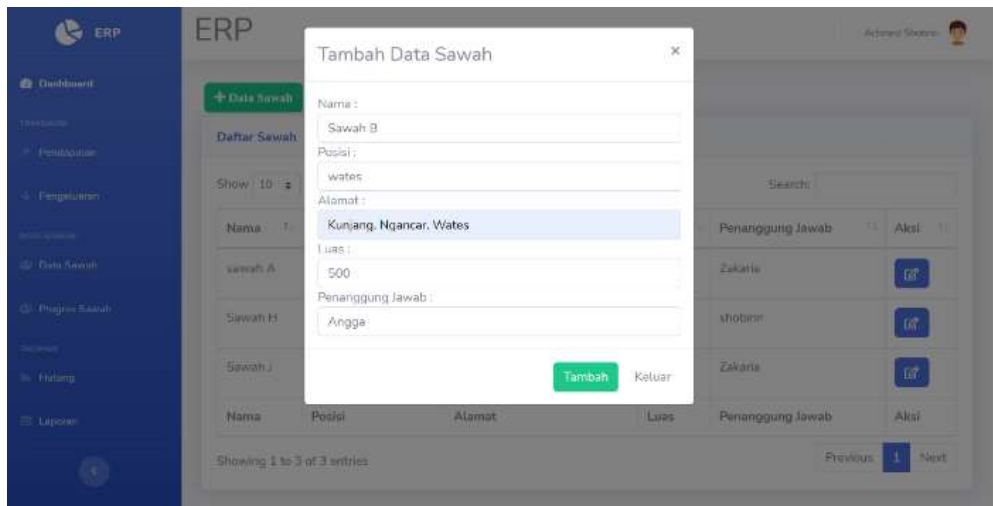 ERP
ERP
Tambah Data Sawah
×
Dashboard
+ Data Sawah
Nama :
Sawah B
Daftar Sawah
Posisi :
wates
Pendapatan
Show 10
Search:
Pengeluaran
Alamat :
Kunjang, Ngancar, Wates
Nama
Penanggung Jawab
Aksi
Luas :
500
Data Sawah
sawah A
Zakaria
Penanggung Jawab :
Angga
Progres Sawah
Sawah H
shobirin
Sawah J
Zakaria
Tambah
Keluar
Hutang
Nama
Posisi
Alamat
Luas
Penanggung Jawab
Aksi
Laporan
Showing 1 to 3 of 3 entries
Previous
1
Next